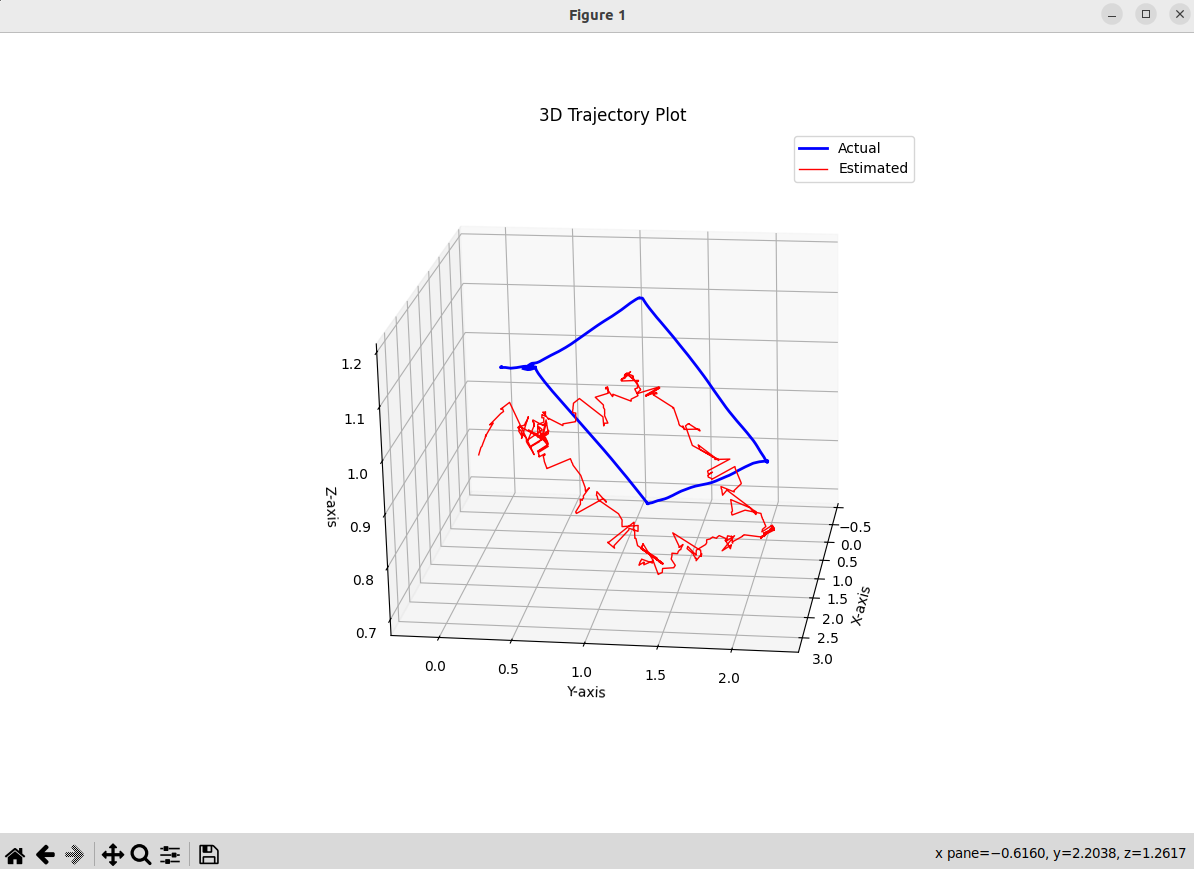 Figure 1
3D Trajectory Plot
Actual
Estimated
1.2
1.1
1.0
0.9
0.8
0.7
Z-axis
0.0
0.5
1.0
1.5
2.0
Y-axis
−0.5
0.0
0.5
1.0
1.5
2.0
2.5
3.0
X-axis
x pane=−0.6160, y=2.2038, z=1.2617